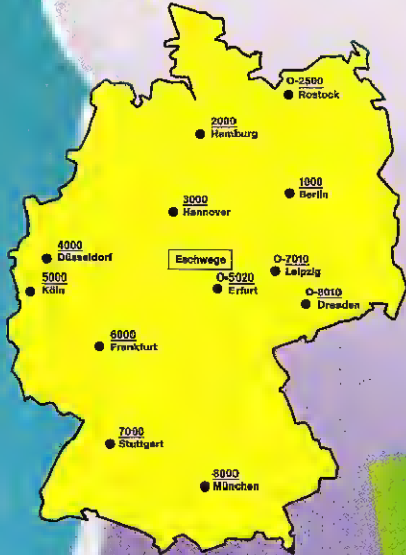 O-2500
Rostock
2000
Hamburg
1000
Berlin
3000
Hannover
4000
Düsseldorf
Eschwege
O-7010
Leipzig
5000
Köln
O-5020
Erfurt
O-8010
Dresden
6000
Frankfurt
7000
Stuttgart
8000
München